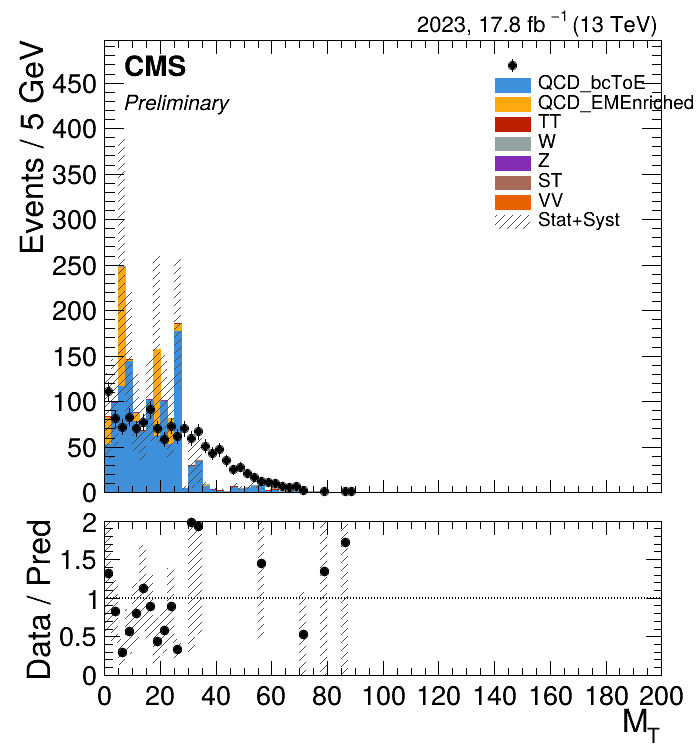 2023, 17.8 fb⁻¹ (13 TeV)
Events / 5 GeV
CMS
Preliminary
QCD_bcToE
QCD_EMEnriched
TT
W
Z
ST
VV
Stat+Syst
450
400
350
300
250
200
150
100
50
0
Data / Pred
2
1.5
1
0.5
0
0 20 40 60 80 100 120 140 160 180 200
M_T